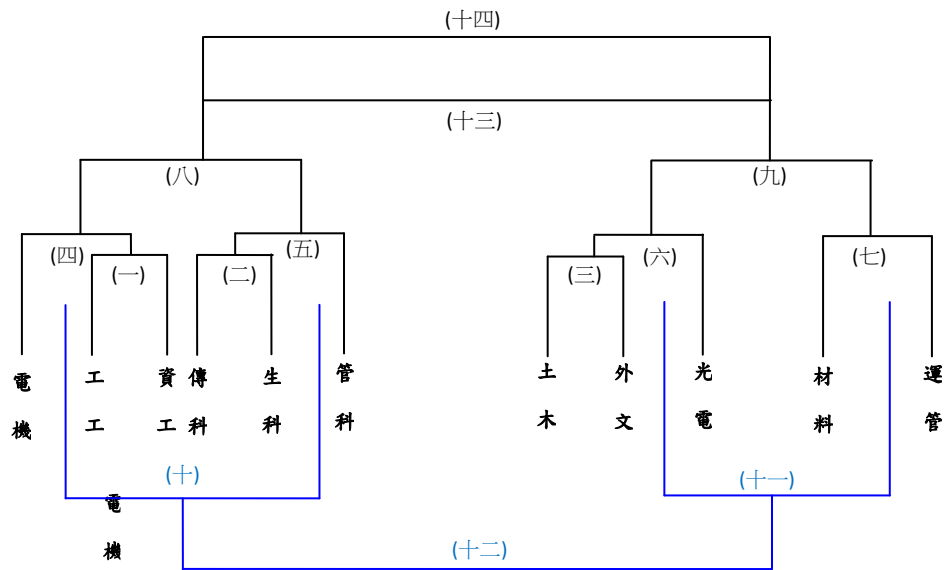 (十四)
(十三)
(八)
(九)
(四)
(五)
(六)
(七)
(一)
(二)
(三)
電機
工工
資工
傳科
生科
管科
土木
外文
光電
材料
運管
(十)
(十一)
電機
(十二)